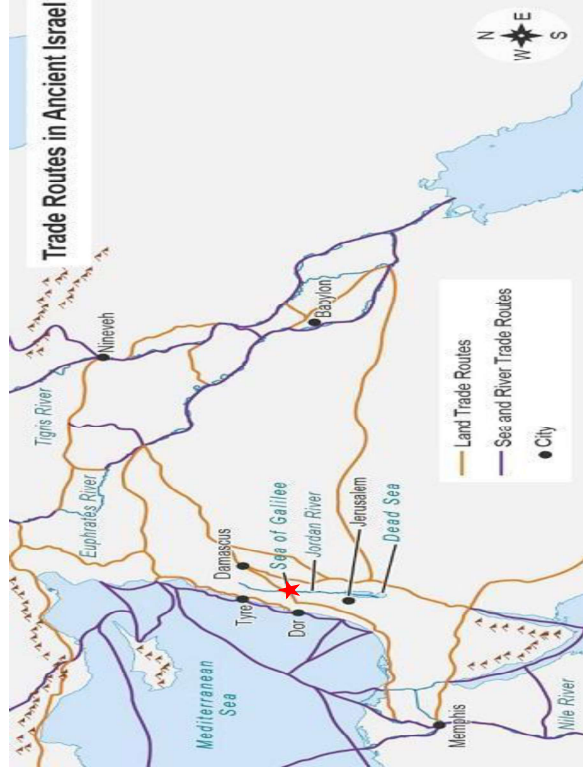 Trade Routes in Ancient Israel
N
W
E
S
Tigris River
Nineveh
Euphrates River
Babylon
Damascus
Sea of Galilee
Jordan River
Jerusalem
Dead Sea
Tyre
Dor
Mediterranean
Sea
Memphis
Nile River
Land Trade Routes
Sea and River Trade Routes
City